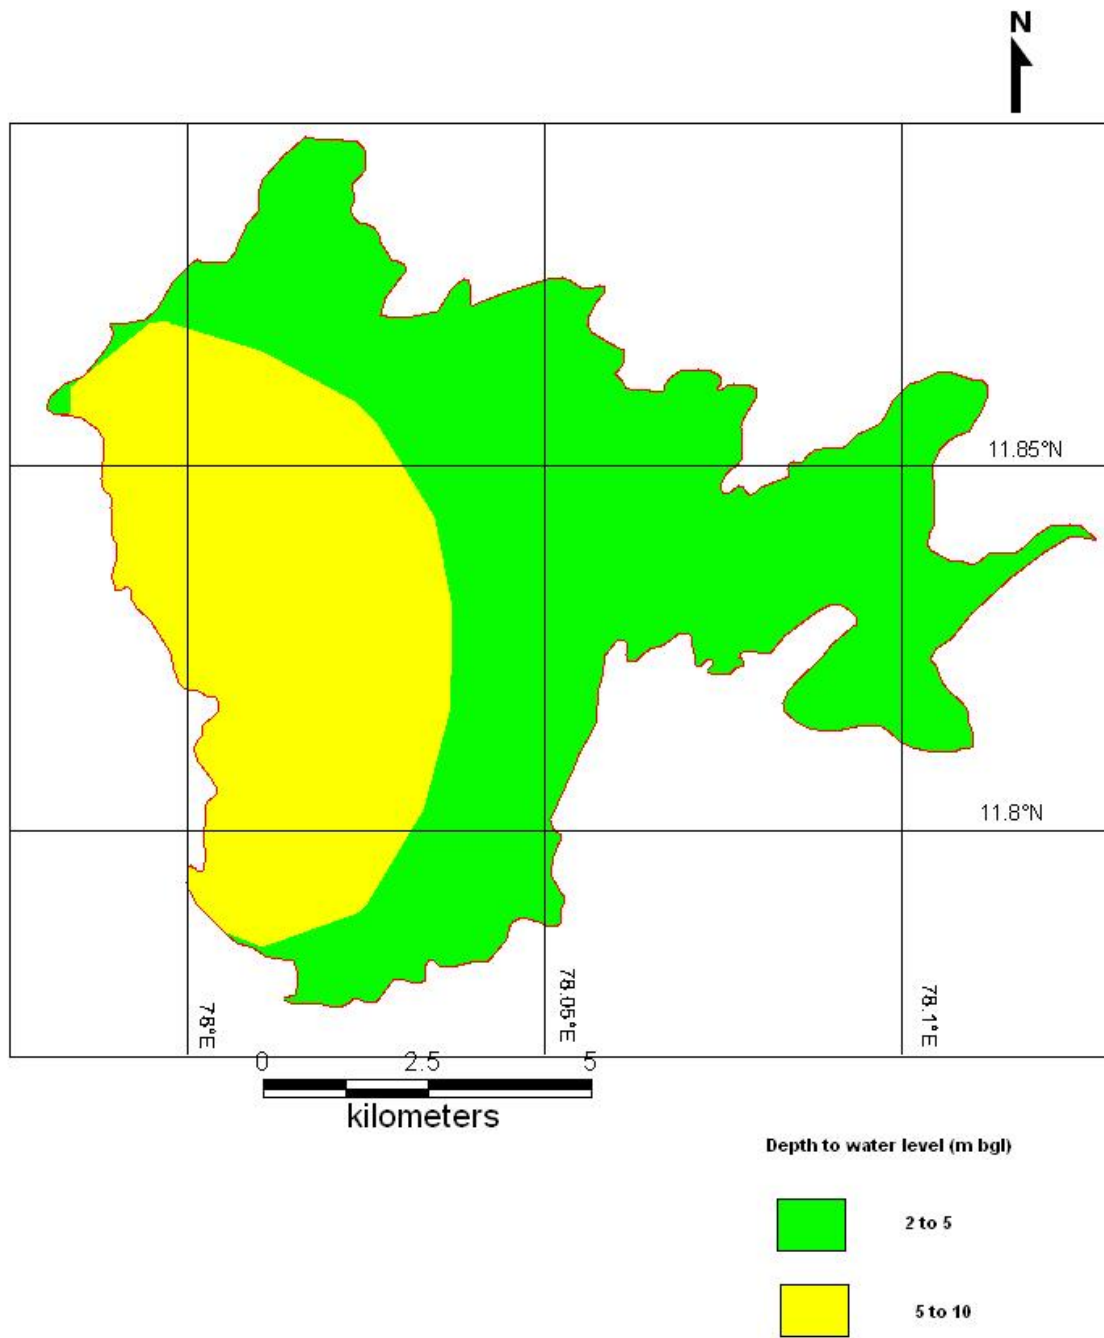 N
11.85°N
11.8°N
78°E
78.05°E
78.1°E
0 2.5 5
kilometers
Depth to water level (m bgl)
2 to 5
5 to 10